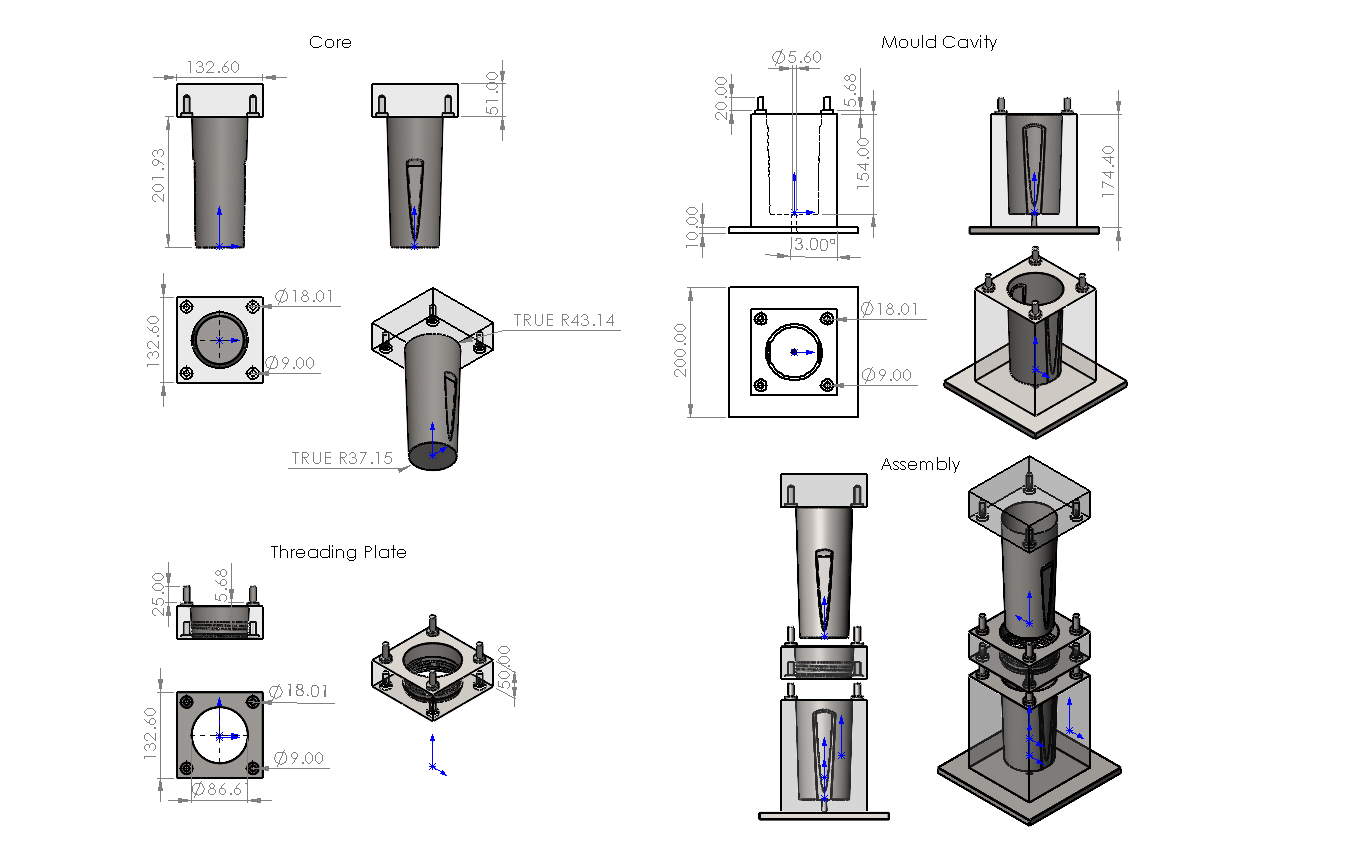 Core
132.60
51.00
201.93
132.60
Ø18.01
Ø9.00
TRUE R43.14
TRUE R37.15
Mould Cavity
Ø5.60
20.00
5.68
154.00
10.00
3.00°
174.40
200.00
Ø18.01
Ø9.00
Threading Plate
25.00
5.68
132.60
Ø18.01
Ø9.00
Ø86.6
50.00
Assembly